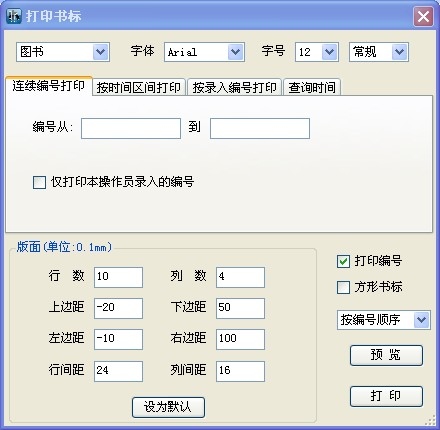 打印书标
图书 字体 Arial 字号 12 常规
连续编号打印 按时间区间打印 按录入编号打印 查询时间
编号从: 到
仅打印本操作员录入的编号
版面(单位:0.1mm)
行 数 10 列 数 4
上边距 -20 下边距 50
左边距 -10 右边距 100
行间距 24 列间距 16
设为默认
打印编号
方形书标
按编号顺序
预 览
打 印